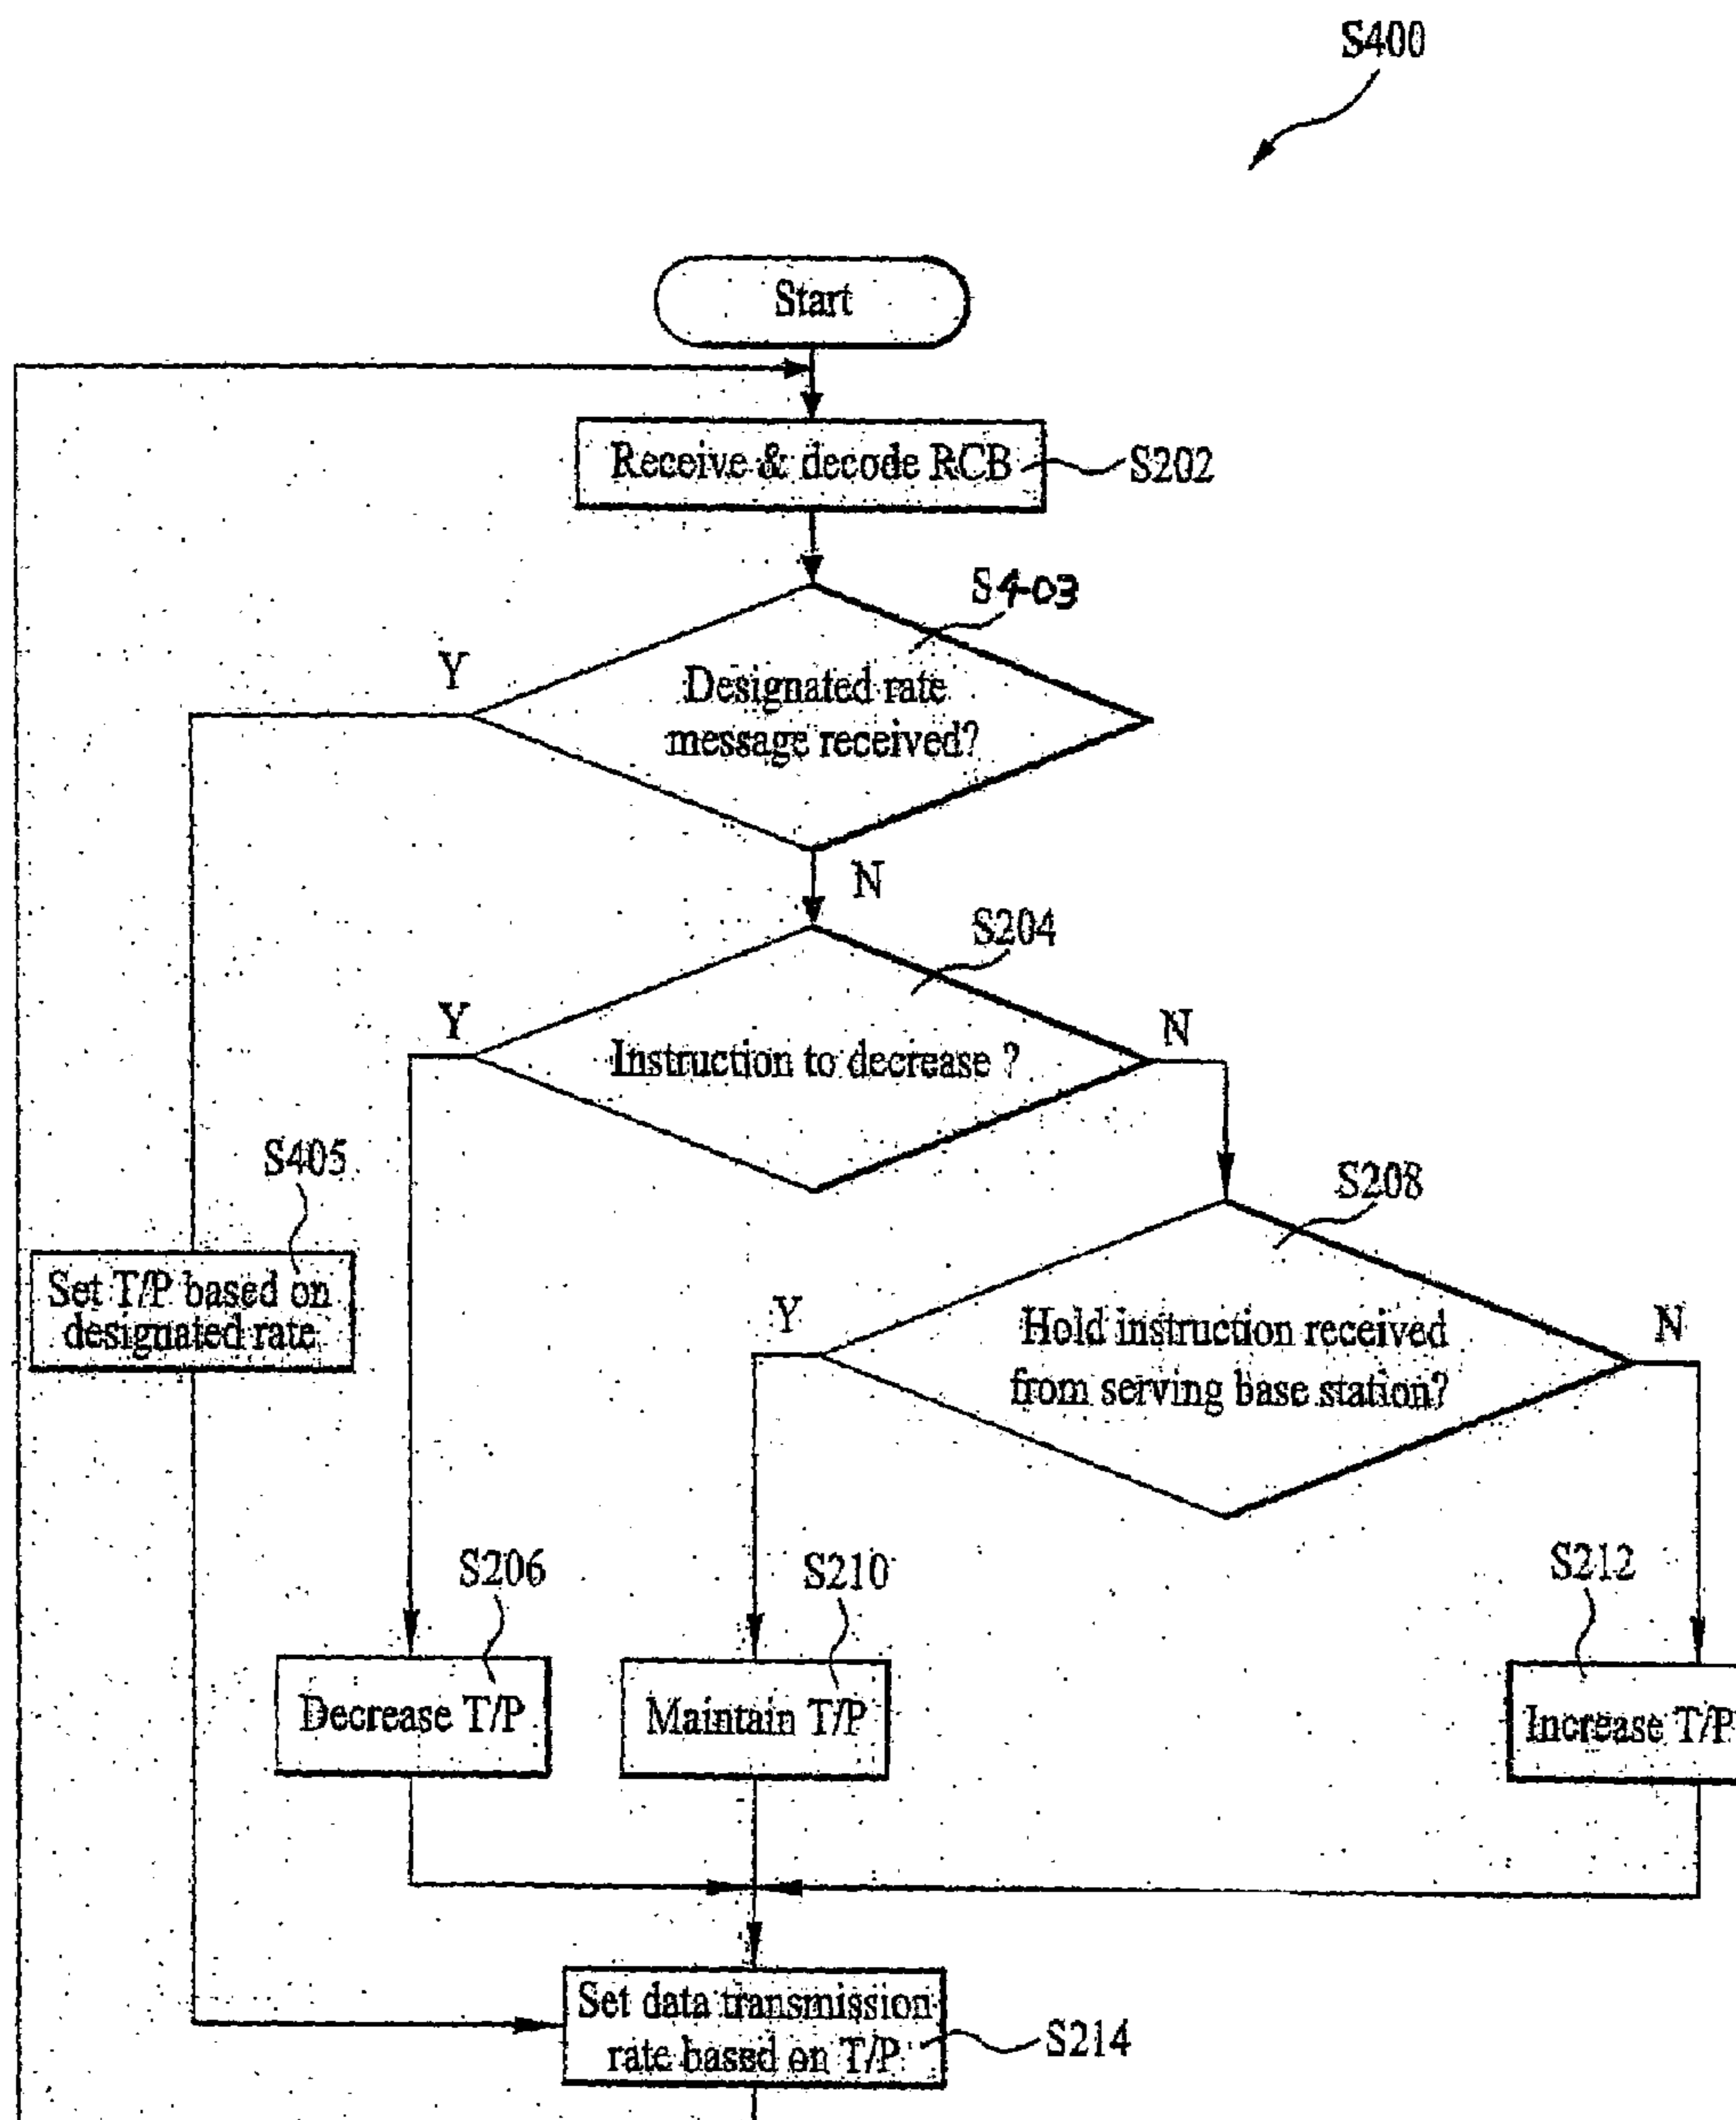 S400
Start
Receive & decode RCB
S202
S403
Y
Designated rate
message received?
N
S204
Y
N
Instruction to decrease ?
S405
S208
Set T/P based on
designated rate
Y
Hold instruction received
from serving base station?
N
S206
S210
S212
Decrease T/P
Maintain T/P
Increase T/P
Set data transmission
rate based on T/P
S214